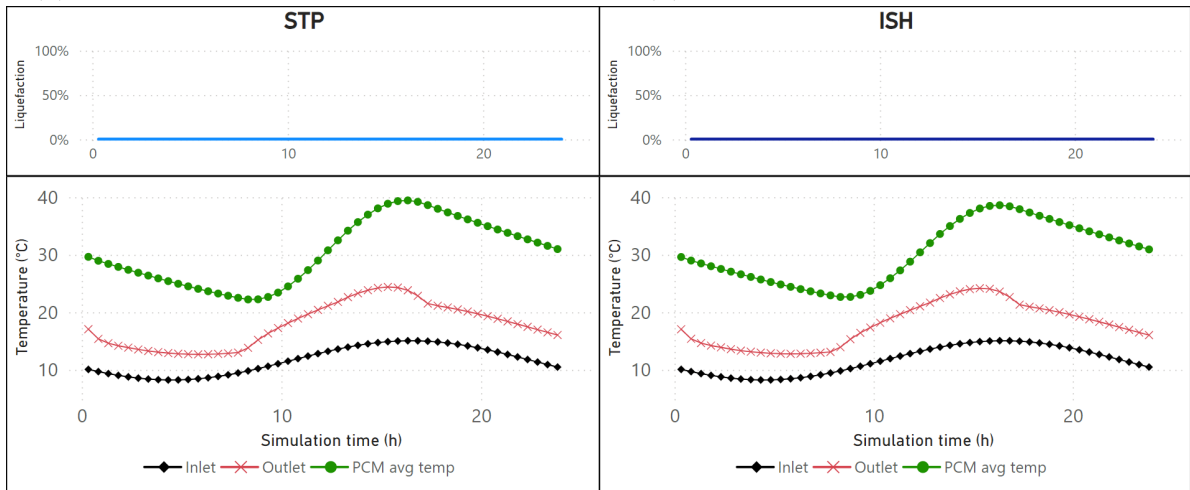 STP
Liquefaction
100%
50%
0%
0 10 20
Temperature (°C)
40
30
20
10
0 10 20
Simulation time (h)
Inlet Outlet PCM avg temp
ISH
Liquefaction
100%
50%
0%
0 10 20
Temperature (°C)
40
30
20
10
0 10 20
Simulation time (h)
Inlet Outlet PCM avg temp